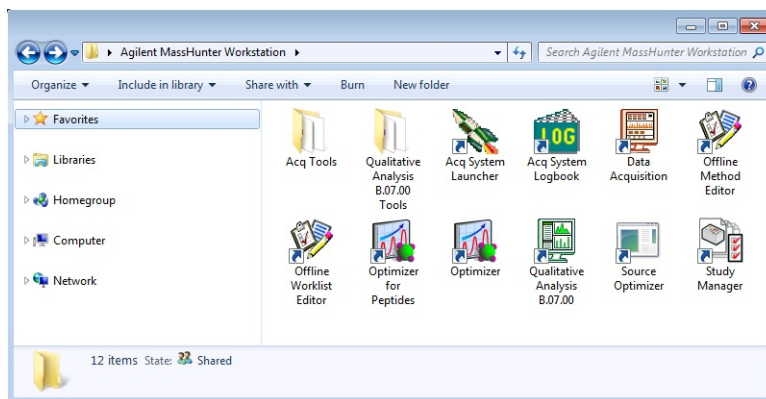 Agilent MassHunter Workstation
Search Agilent MassHunter Workstation
Organize Include in library Share with Burn New folder
Favorites
Libraries
Homegroup
Computer
Network
Acq Tools
Qualitative
Analysis
B.07.00
Tools
Acq System
Launcher
LOG
Acq System
Logbook
Data
Acquisition
Offline
Method
Editor
Offline
Worklist
Editor
Optimizer
for
Peptides
Optimizer
Qualitative
Analysis
B.07.00
Source
Optimizer
Study
Manager
12 items State: Shared